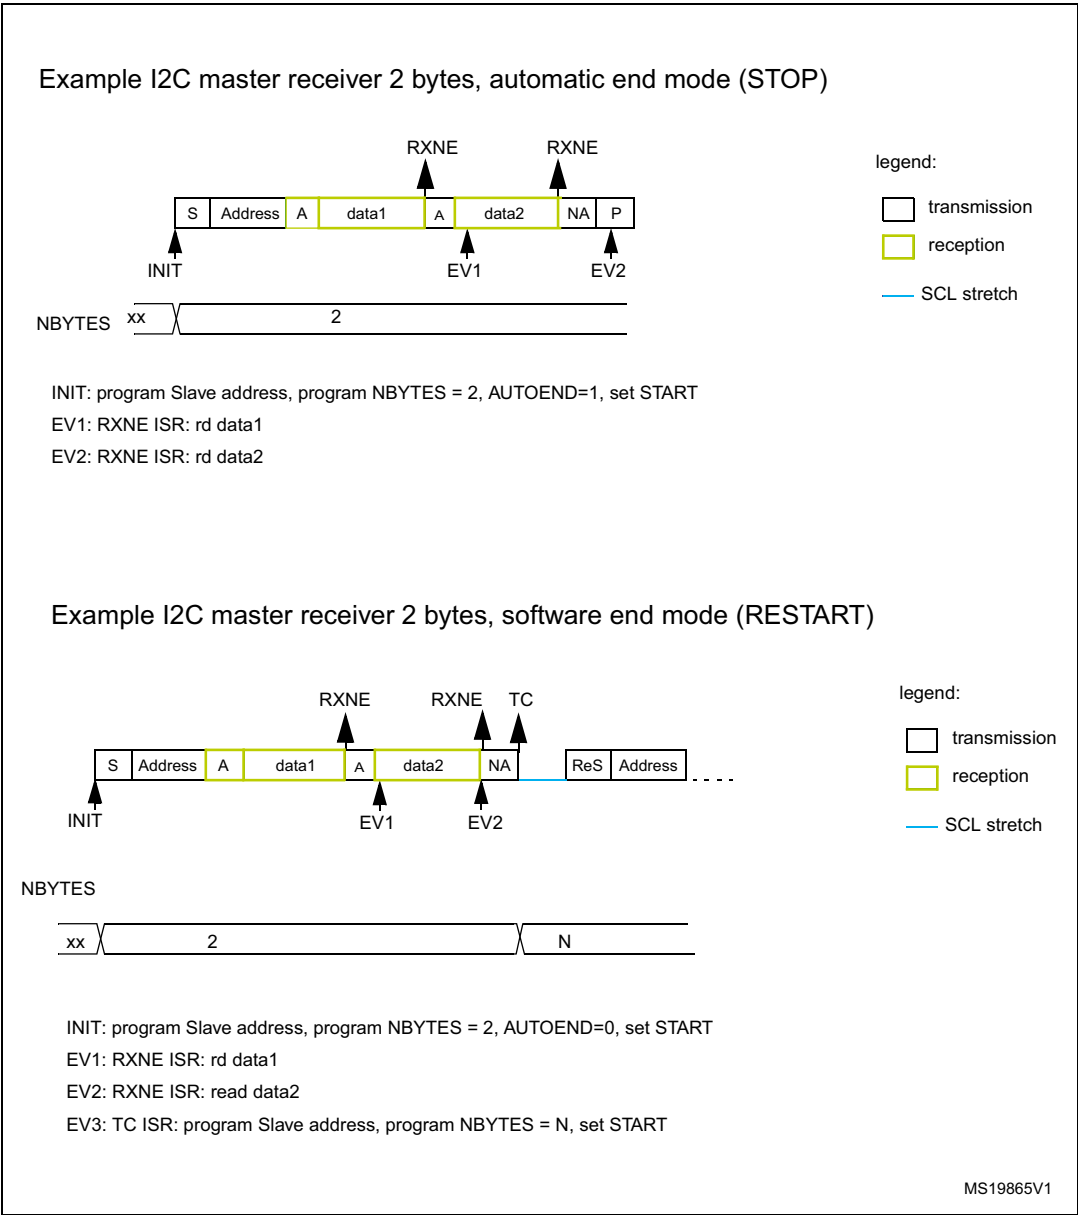 Example I2C master receiver 2 bytes, automatic end mode (STOP)
RXNE RXNE
legend:
S Address A data1 A data2 NA P
transmission
reception
INIT EV1 EV2
SCL stretch
NBYTES xx 2
INIT: program Slave address, program NBYTES = 2, AUTOEND=1, set START
EV1: RXNE ISR: rd data1
EV2: RXNE ISR: rd data2
Example I2C master receiver 2 bytes, software end mode (RESTART)
RXNE RXNE TC
legend:
S Address A data1 A data2 NA ReS Address
transmission
reception
INIT EV1 EV2
SCL stretch
NBYTES
xx 2 N
INIT: program Slave address, program NBYTES = 2, AUTOEND=0, set START
EV1: RXNE ISR: rd data1
EV2: RXNE ISR: read data2
EV3: TC ISR: program Slave address, program NBYTES = N, set START
MS19865V1